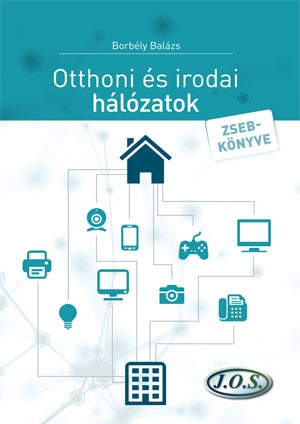 Borbély Balázs
Otthoni és irodai
hálózatok
ZSEB-
KÖNYVE
J.O.S.